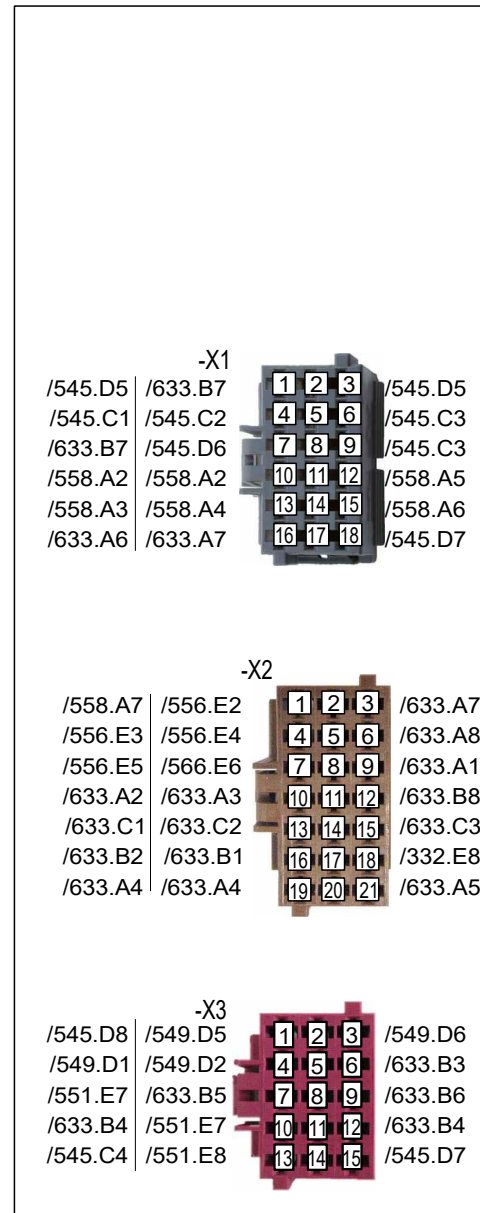 -X1
/545.D5 /633.B7 1 2 3 /545.D5
/545.C1 /545.C2 4 5 6 /545.C3
/633.B7 /545.D6 7 8 9 /545.C3
/558.A2 /558.A2 10 11 12 /558.A5
/558.A3 /558.A4 13 14 15 /558.A6
/633.A6 /633.A7 16 17 18 /545.D7
-X2
/558.A7 /556.E2 1 2 3 /633.A7
/556.E3 /556.E4 4 5 6 /633.A8
/556.E5 /566.E6 7 8 9 /633.A1
/633.A2 /633.A3 10 11 12 /633.B8
/633.C1 /633.C2 13 14 15 /633.C3
/633.B2 /633.B1 16 17 18 /332.E8
/633.A4 /633.A4 19 20 21 /633.A5
-X3
/545.D8 /549.D5 1 2 3 /549.D6
/549.D1 /549.D2 4 5 6 /633.B3
/551.E7 /633.B5 7 8 9 /633.B6
/633.B4 /551.E7 10 11 12 /633.B4
/545.C4 /551.E8 13 14 15 /545.D7